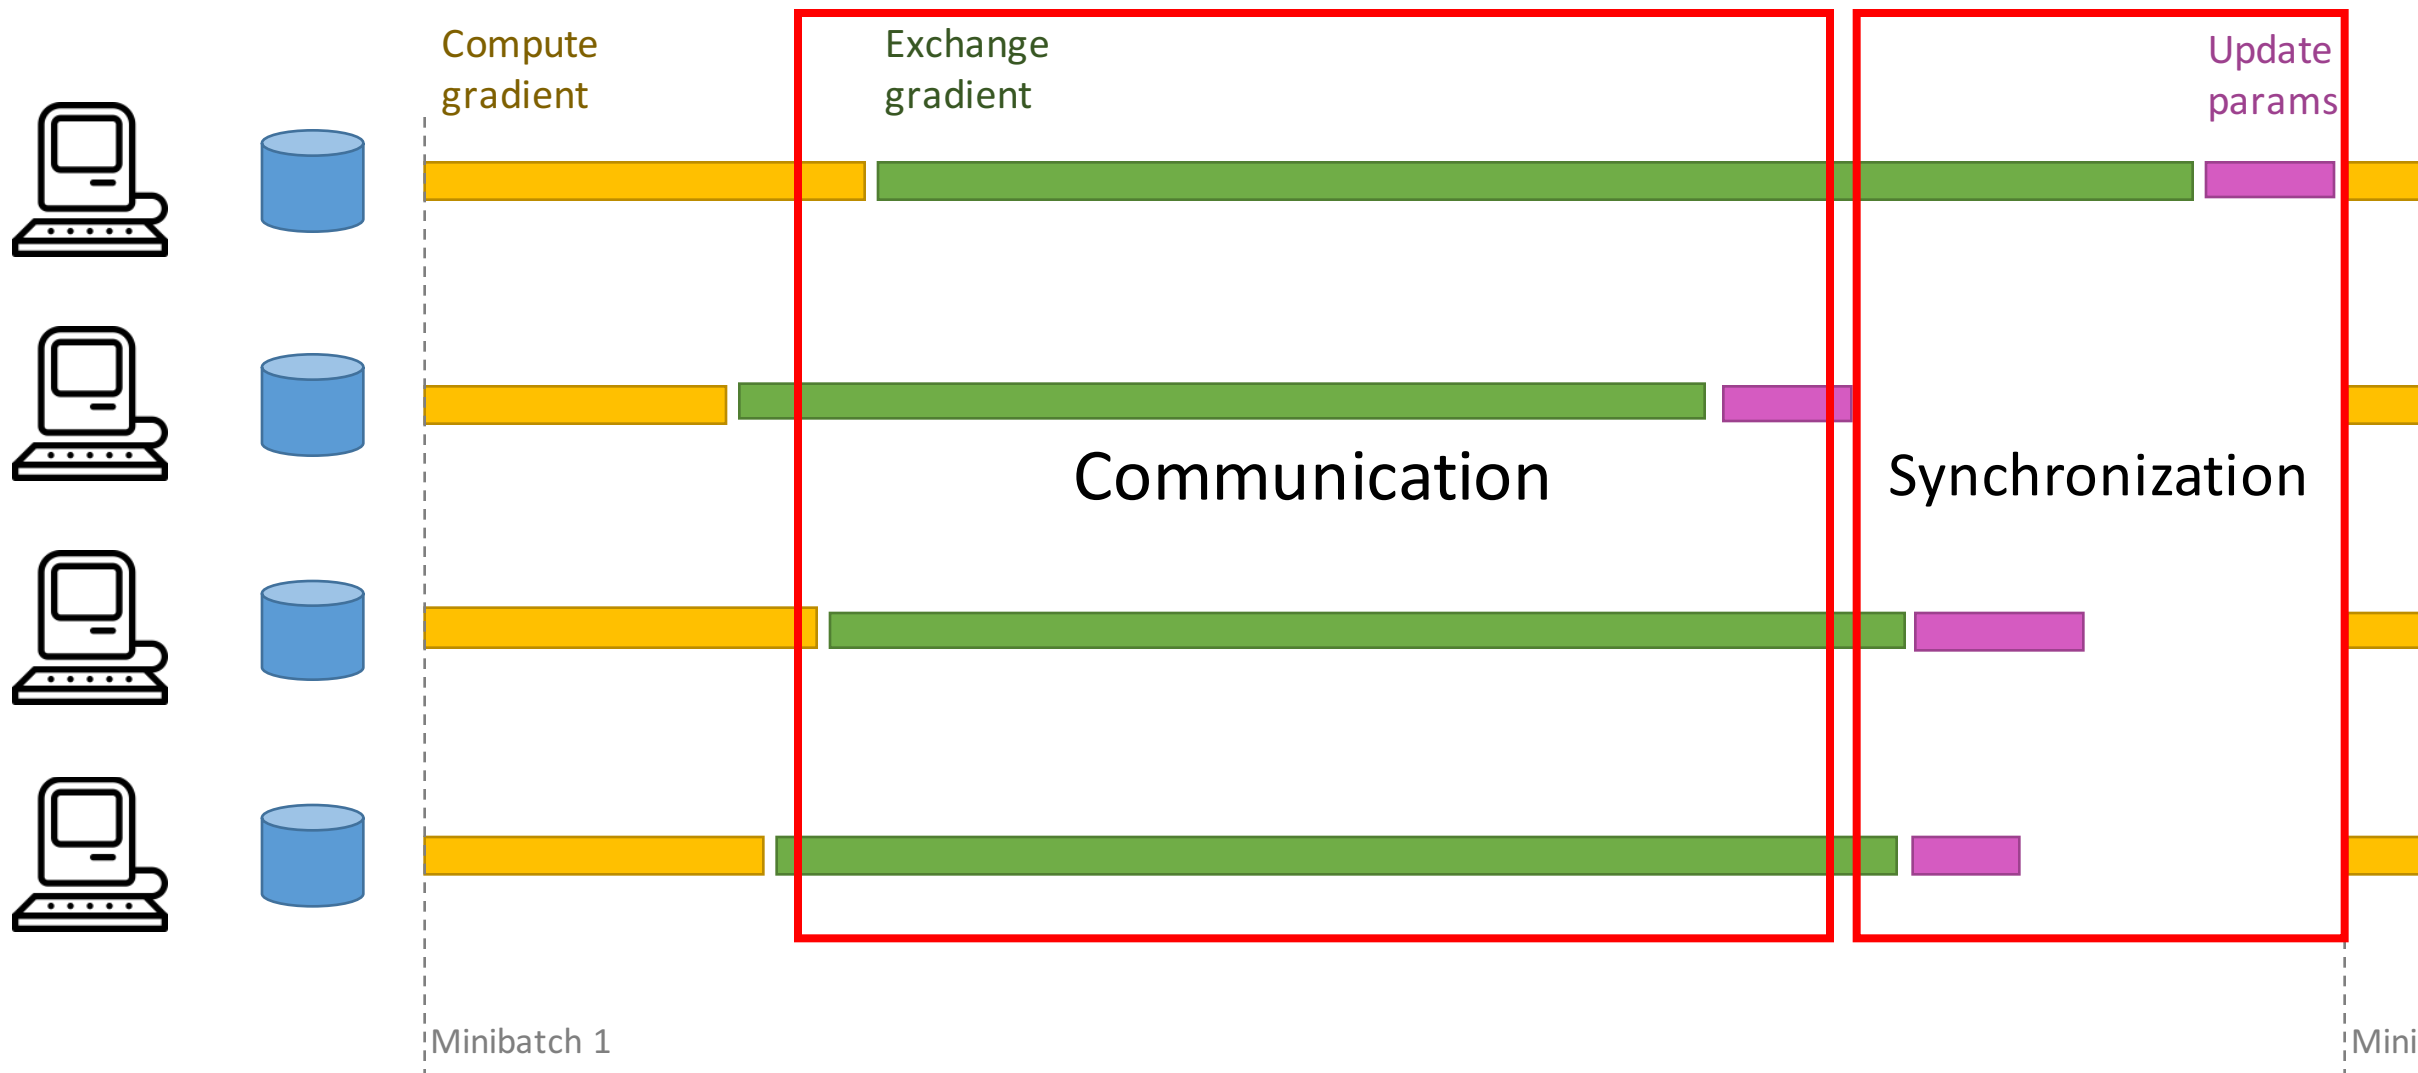 Compute
gradient
Exchange
gradient
Update
params
Communication
Synchronization
Minibatch 1
Mini